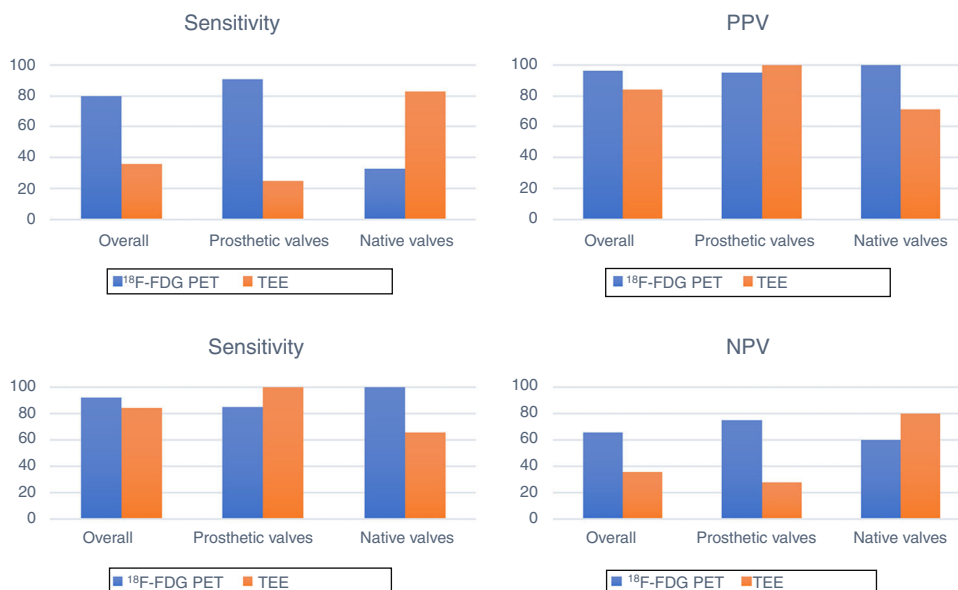 Sensitivity
100
80
60
40
20
0
Overall Prosthetic valves Native valves
¹⁸F-FDG PET TEE
PPV
100
80
60
40
20
0
Overall Prosthetic valves Native valves
¹⁸F-FDG PET TEE
Sensitivity
100
80
60
40
20
0
Overall Prosthetic valves Native valves
¹⁸F-FDG PET TEE
NPV
100
80
60
40
20
0
Overall Prosthetic valves Native valves
¹⁸F-FDG PET TEE